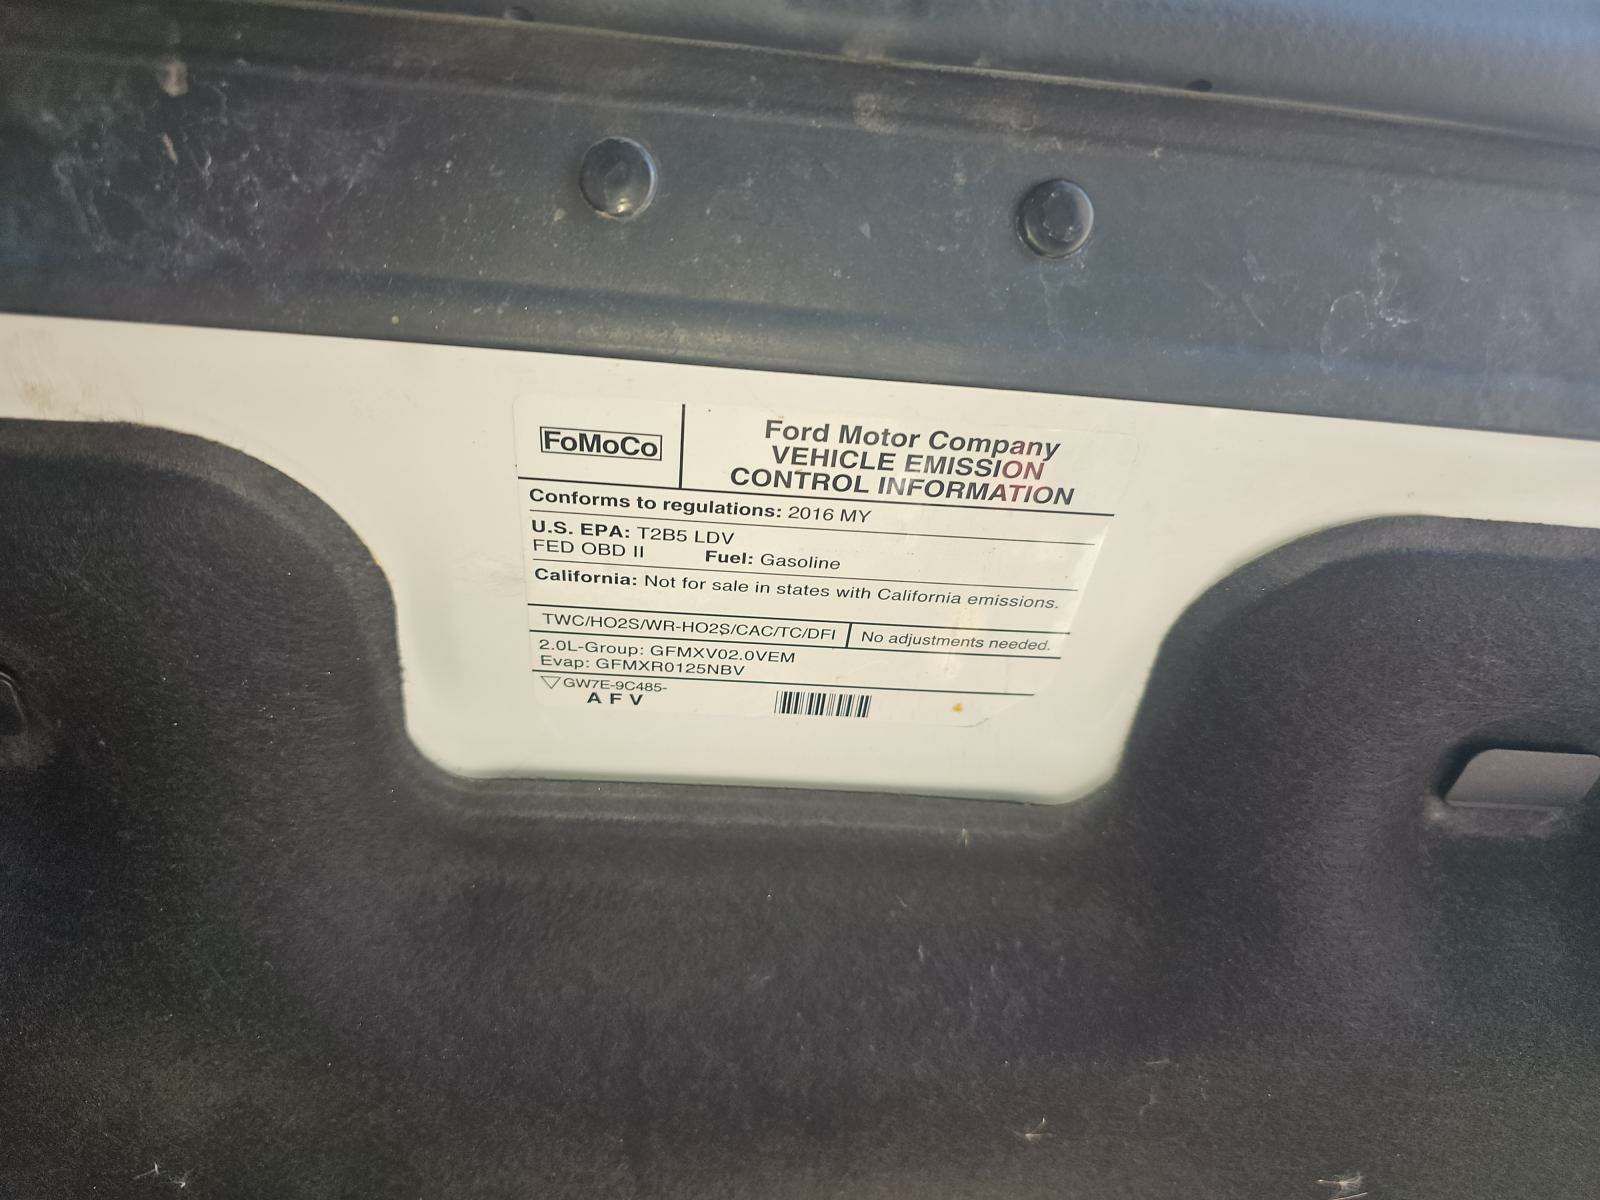 FoMoCo
Ford Motor Company
VEHICLE EMISSION
CONTROL INFORMATION
Conforms to regulations: 2016 MY
U.S. EPA: T2B5 LDV
FED OBD II Fuel: Gasoline
California: Not for sale in states with California emissions.
TWC/HO2S/WR-HO2S/CAC/TC/DFI No adjustments needed.
2.0L-Group: GFMXV02.0VEM
Evap: GFMXR0125NBV
GW7E-9C485-
A F V